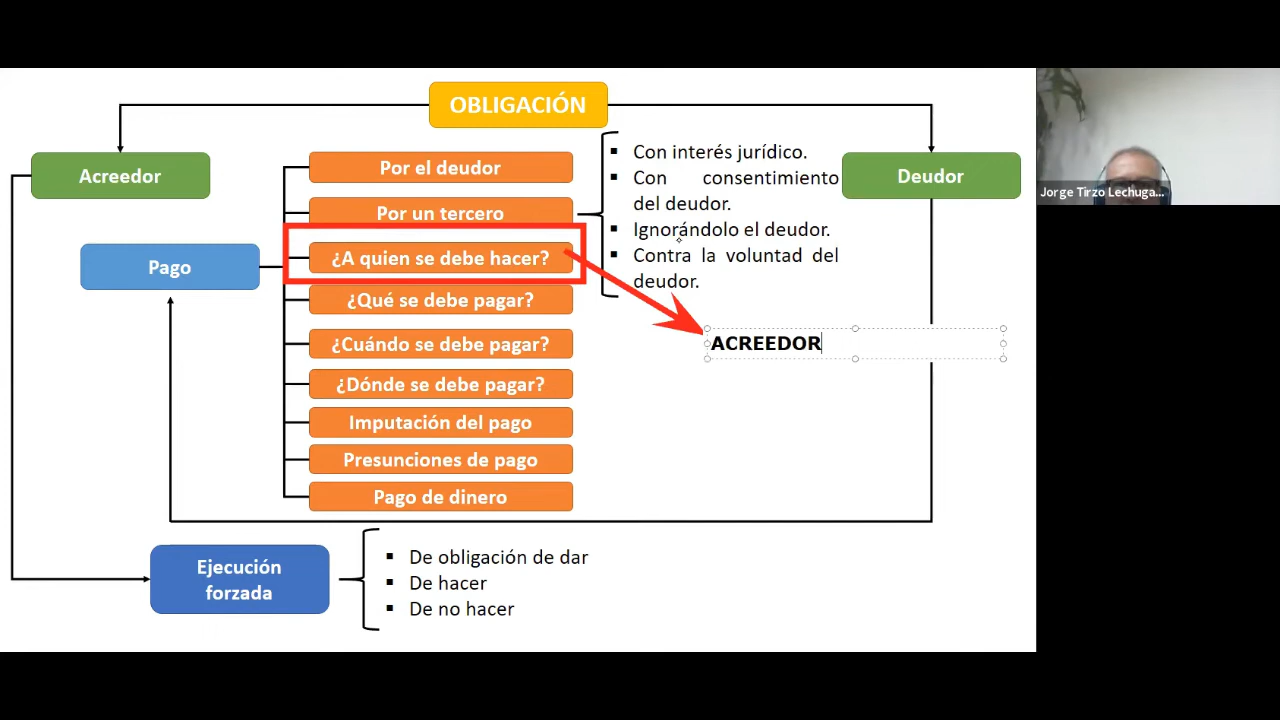 OBLIGACIÓN
Acreedor
Deudor
Pago
Por el deudor
Por un tercero
¿A quien se debe hacer?
¿Qué se debe pagar?
¿Cuándo se debe pagar?
¿Dónde se debe pagar?
Imputación del pago
Presunciones de pago
Pago de dinero
▪ Con interés jurídico.
▪ Con consentimiento
del deudor.
▪ Ignorándolo el deudor.
▪ Contra la voluntad del
deudor.
ACREEDOR
Ejecución
forzada
▪ De obligación de dar
▪ De hacer
▪ De no hacer
Jorge Tirzo Lechuga...